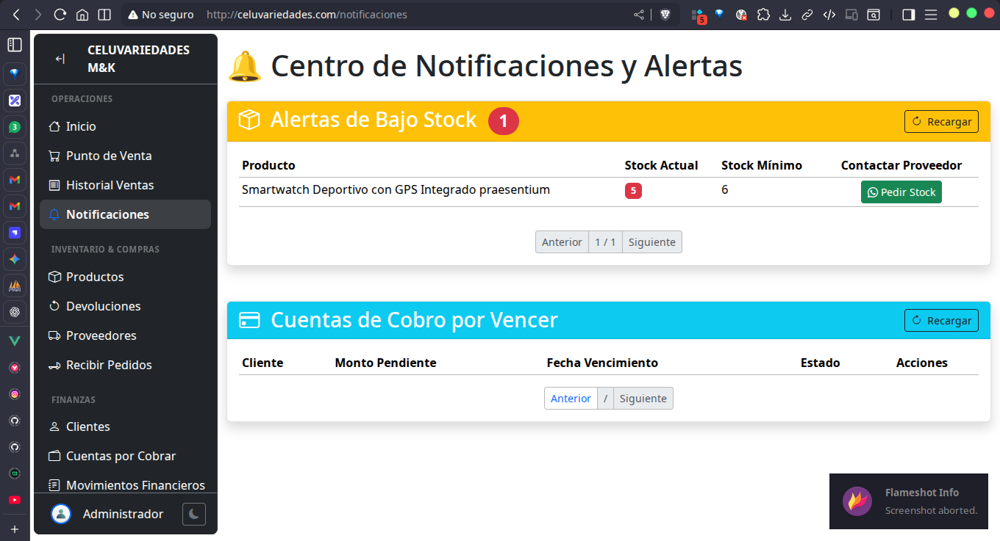 No seguro
http://celuvariedades.com/notificaciones
5
3
CELUVARIEDADES
M&K
OPERACIONES
Inicio
Punto de Venta
Historial Ventas
Notificaciones
INVENTARIO & COMPRAS
Productos
Devoluciones
Proveedores
Recibir Pedidos
FINANZAS
Clientes
Cuentas por Cobrar
Movimientos Financieros
Administrador
Centro de Notificaciones y Alertas
Alertas de Bajo Stock 1
Recargar
Producto Stock Actual Stock Mínimo Contactar Proveedor
Smartwatch Deportivo con GPS Integrado praesentium 5 6 Pedir Stock
Anterior 1 / 1 Siguiente
Cuentas de Cobro por Vencer
Recargar
Cliente Monto Pendiente Fecha Vencimiento Estado Acciones
Anterior / Siguiente
Flameshot Info
Screenshot aborted.